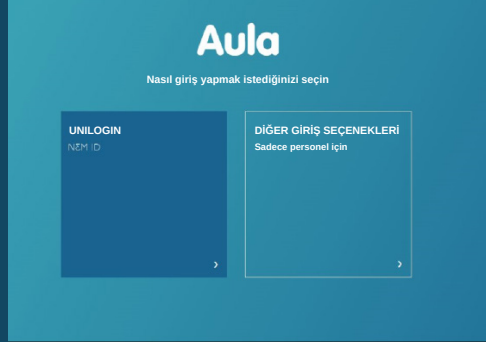 Aula
Nasıl giriş yapmak istediğinizi seçin
UNILOGIN
NEM ID
DİĞER GİRİŞ SEÇENEKLERİ
Sadece personel için